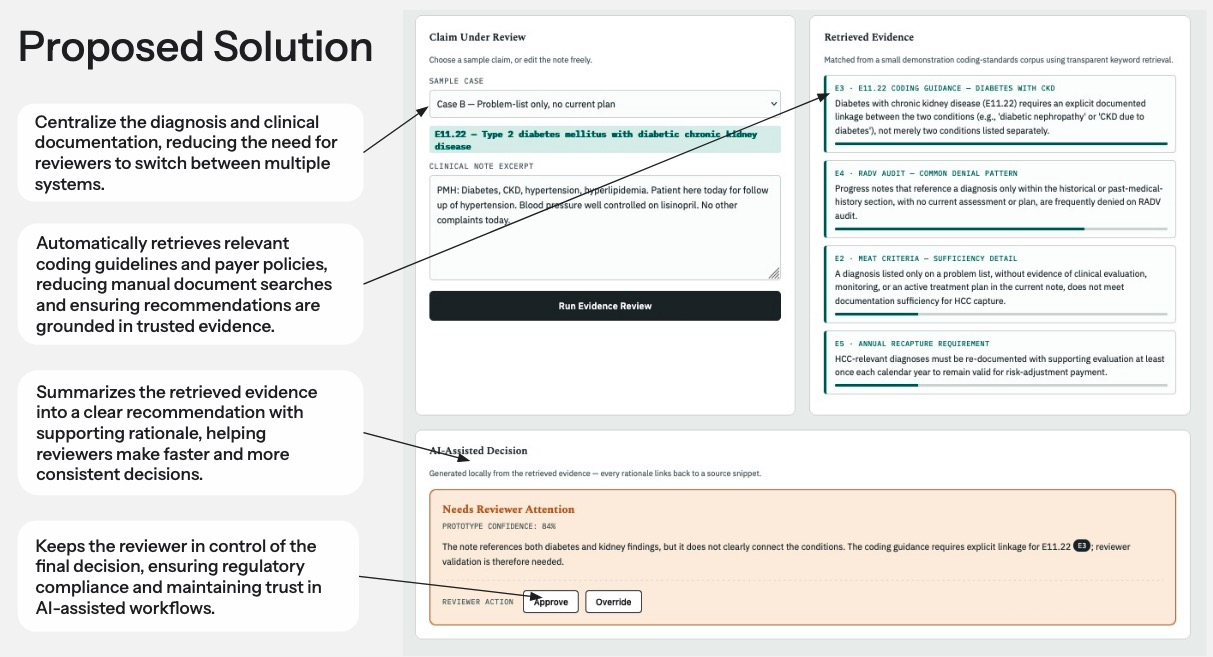 Proposed Solution
Centralize the diagnosis and clinical
documentation, reducing the need for
reviewers to switch between multiple
systems.
Automatically retrieves relevant
coding guidelines and payer policies,
reducing manual document searches
and ensuring recommendations are
grounded in trusted evidence.
Summarizes the retrieved evidence
into a clear recommendation with
supporting rationale, helping
reviewers make faster and more
consistent decisions.
Keeps the reviewer in control of the
final decision, ensuring regulatory
compliance and maintaining trust in
AI-assisted workflows.
Claim Under Review
Choose a sample claim, or edit the note freely.
SAMPLE CASE
Case B — Problem-list only, no current plan
E11.22 — Type 2 diabetes mellitus with diabetic chronic kidney
disease
CLINICAL NOTE EXCERPT
PMH: Diabetes, CKD, hypertension, hyperlipidemia. Patient here today for follow
up of hypertension. Blood pressure well controlled on lisinopril. No other
complaints today.
Run Evidence Review
Retrieved Evidence
Matched from a small demonstration coding-standards corpus using transparent keyword retrieval.
E3 · E11.22 CODING GUIDANCE — DIABETES WITH CKD
Diabetes with chronic kidney disease (E11.22) requires an explicit documented
linkage between the two conditions (e.g., 'diabetic nephropathy' or 'CKD due to
diabetes'), not merely two conditions listed separately.
E4 · RADV AUDIT — COMMON DENIAL PATTERN
Progress notes that reference a diagnosis only within the historical or past-medical-
history section, with no current assessment or plan, are frequently denied on RADV
audit.
E2 · MEAT CRITERIA — SUFFICIENCY DETAIL
A diagnosis listed only on a problem list, without evidence of clinical evaluation,
monitoring, or an active treatment plan in the current note, does not meet
documentation sufficiency for HCC capture.
E5 · ANNUAL RECAPTURE REQUIREMENT
HCC-relevant diagnoses must be re-documented with supporting evaluation at least
once each calendar year to remain valid for risk-adjustment payment.
AI-Assisted Decision
Generated locally from the retrieved evidence — every rationale links back to a source snippet.
Needs Reviewer Attention
PROTOTYPE CONFIDENCE: 84%
The note references both diabetes and kidney findings, but it does not clearly connect the conditions. The coding guidance requires explicit linkage for E11.22 E3 ; reviewer
validation is therefore needed.
REVIEWER ACTION Approve Override